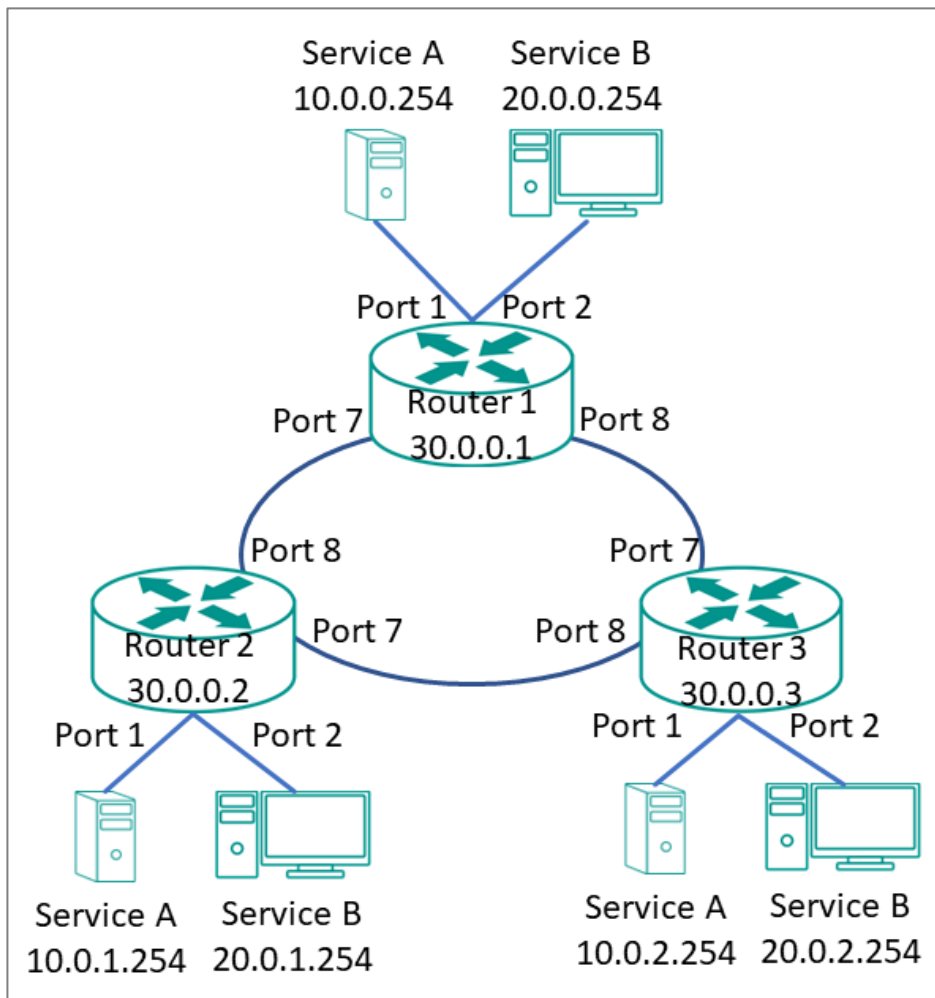 Service A
10.0.0.254
Service B
20.0.0.254
Port 1
Port 2
Router 1
30.0.0.1
Port 7
Port 8
Port 8
Port 7
Router 2
30.0.0.2
Port 7
Port 8
Router 3
30.0.0.3
Port 1
Port 2
Port 1
Port 2
Service A
10.0.1.254
Service B
20.0.1.254
Service A
10.0.2.254
Service B
20.0.2.254